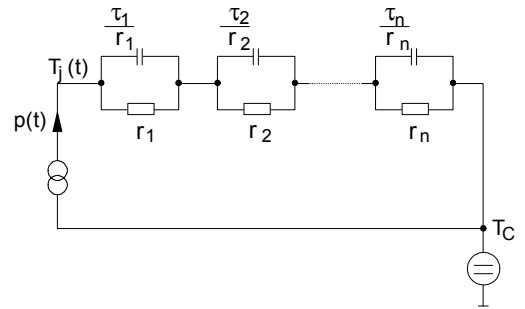 τ1 τ2 τn
r1 r2 rn
Tj (t)
r1 r2 rn
p(t)
TC